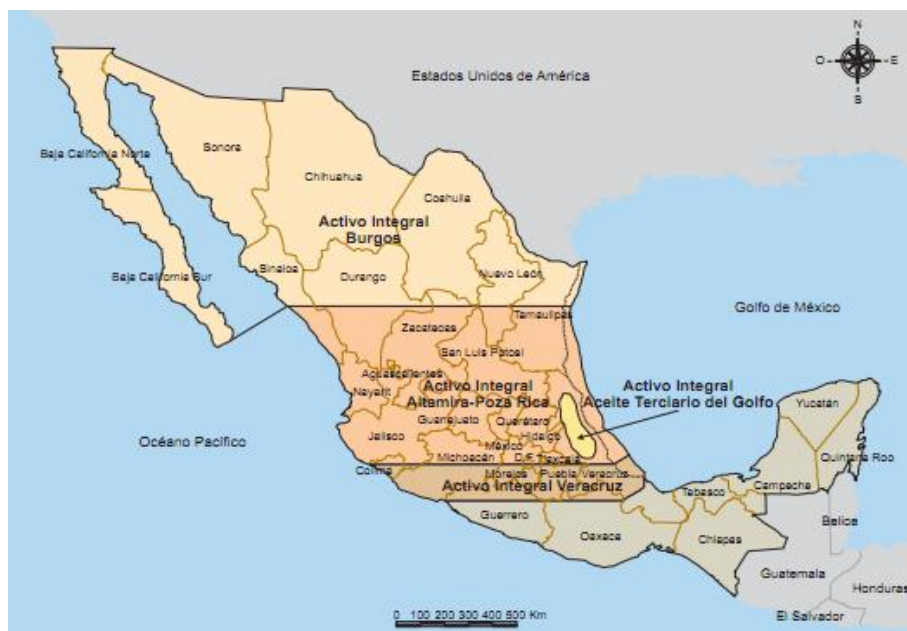 N
O
E
S
Estados Unidos de América
Baja California Norte
Sonora
Chihuahua
Coahuila
Activo Integral
Burgos
Baja California Sur
Sinaloa
Durango
Nuevo León
Tamaulipas
Golfo de México
Zacatecas
San Luis Potosí
Aguascalientes
Nayarit
Activo Integral
Altamira-Poza Rica
Activo Integral
Aceite Terciario del Golfo
Yucatán
Océano Pacífico
Jalisco
Guanajuato
Querétaro
Hidalgo
México
Michoacán
D.F.
Tlaxcala
Quintana Roo
Colima
Morelos
Puebla
Veracruz
Activo Integral Veracruz
Campeche
Tabasco
Guerrero
Oaxaca
Chiapas
Belice
Guatemala
Honduras
El Salvador
0 100 200 300 400 500 Km